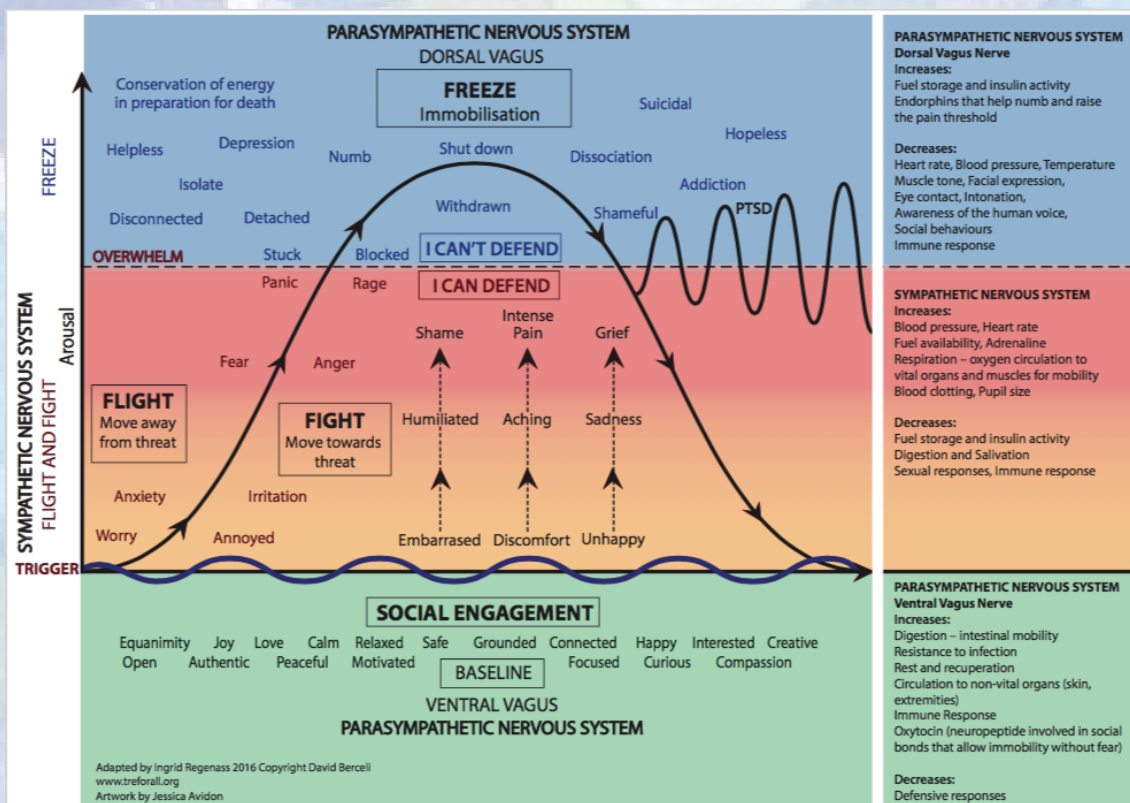 PARASYMPATHETIC NERVOUS SYSTEM
DORSAL VAGUS
FREEZE
Immobilisation
Conservation of energy
in preparation for death
Suicidal
Hopeless
Helpless
Depression
Numb
Shut down
Dissociation
Isolate
Addiction
Disconnected
Detached
Withdrawn
Shameful
PTSD
Stuck
Blocked
I CAN'T DEFEND
FREEZE
OVERWHELM
Panic
Rage
I CAN DEFEND
Shame
Intense
Pain
Grief
Fear
Anger
FLIGHT
Move away
from threat
FIGHT
Move towards
threat
Humiliated
Aching
Sadness
Anxiety
Irritation
Worry
Annoyed
Embarrased
Discomfort
Unhappy
TRIGGER
SYMPATHETIC NERVOUS SYSTEM
FLIGHT AND FIGHT
Arousal
SOCIAL ENGAGEMENT
Equanimity Joy Love Calm Relaxed Safe Grounded Connected Happy Interested Creative
Open Authentic Peaceful Motivated Focused Curious Compassion
BASELINE
VENTRAL VAGUS
PARASYMPATHETIC NERVOUS SYSTEM
Adapted by Ingrid Regenass 2016 Copyright David Berceli
www.treforall.org
Artwork by Jessica Avidon
PARASYMPATHETIC NERVOUS SYSTEM
Dorsal Vagus Nerve
Increases:
Fuel storage and insulin activity
Endorphins that help numb and raise
the pain threshold
Decreases:
Heart rate, Blood pressure, Temperature
Muscle tone, Facial expression,
Eye contact, Intonation,
Awareness of the human voice,
Social behaviours
Immune response
SYMPATHETIC NERVOUS SYSTEM
Increases:
Blood pressure, Heart rate
Fuel availability, Adrenaline
Respiration – oxygen circulation to
vital organs and muscles for mobility
Blood clotting, Pupil size
Decreases:
Fuel storage and insulin activity
Digestion and Salivation
Sexual responses, Immune response
PARASYMPATHETIC NERVOUS SYSTEM
Ventral Vagus Nerve
Increases:
Digestion – intestinal mobility
Resistance to infection
Rest and recuperation
Circulation to non-vital organs (skin,
extremities)
Immune Response
Oxytocin (neuropeptide involved in social
bonds that allow immobility without fear)
Decreases:
Defensive responses